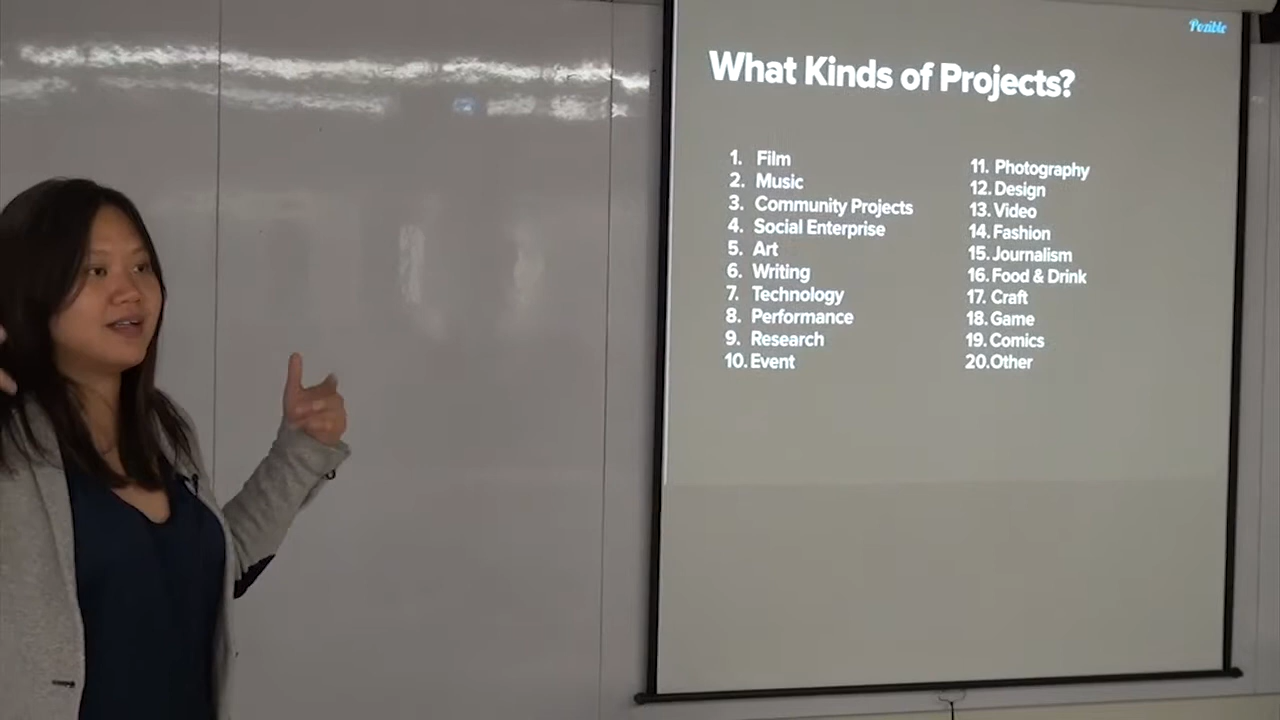 Pozible
What Kinds of Projects?
1. Film
2. Music
3. Community Projects
4. Social Enterprise
5. Art
6. Writing
7. Technology
8. Performance
9. Research
10. Event
11. Photography
12. Design
13. Video
14. Fashion
15. Journalism
16. Food & Drink
17. Craft
18. Game
19. Comics
20. Other